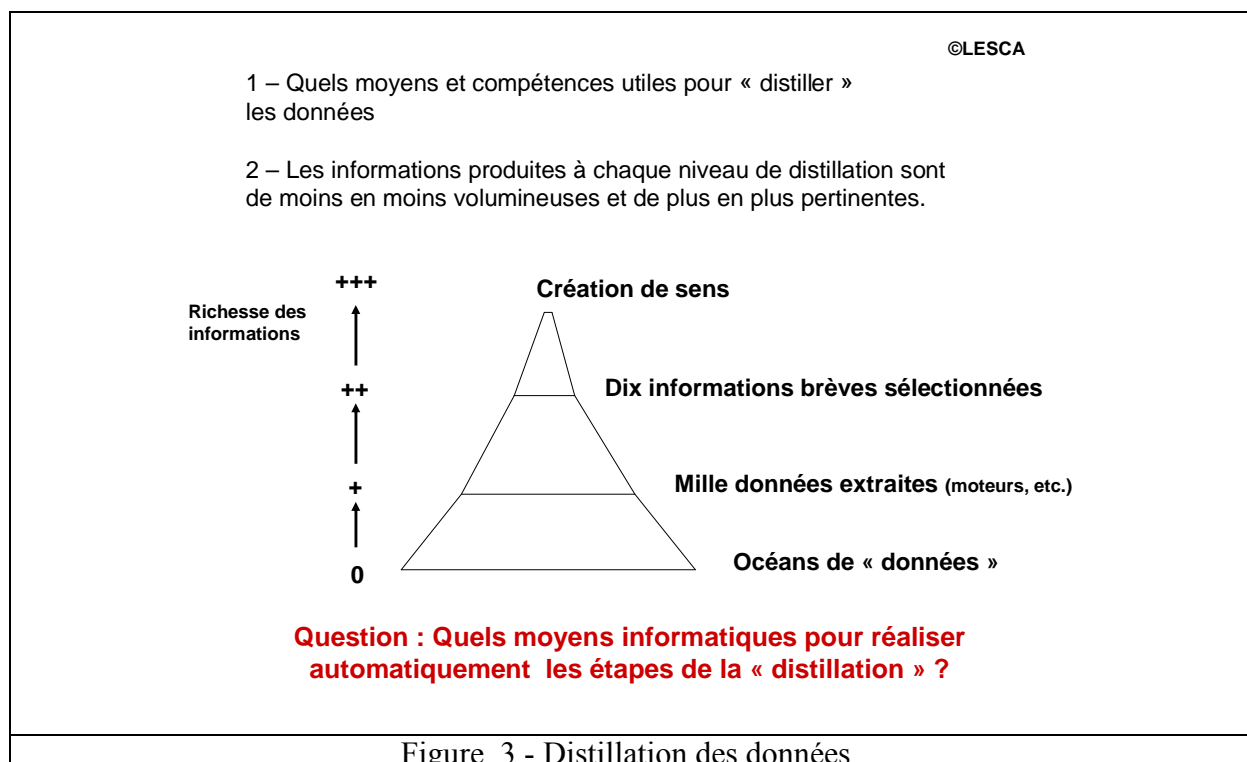 ©LESCA
1 – Quels moyens et compétences utiles pour « distiller »
les données
2 – Les informations produites à chaque niveau de distillation sont
de moins en moins volumineuses et de plus en plus pertinentes.
+++
Création de sens
Richesse des
informations
++
Dix informations brèves sélectionnées
+
Mille données extraites (moteurs, etc.)
Océans de « données »
0
Question : Quels moyens informatiques pour réaliser
automatiquement les étapes de la « distillation » ?
Figure 3 - Distillation des données